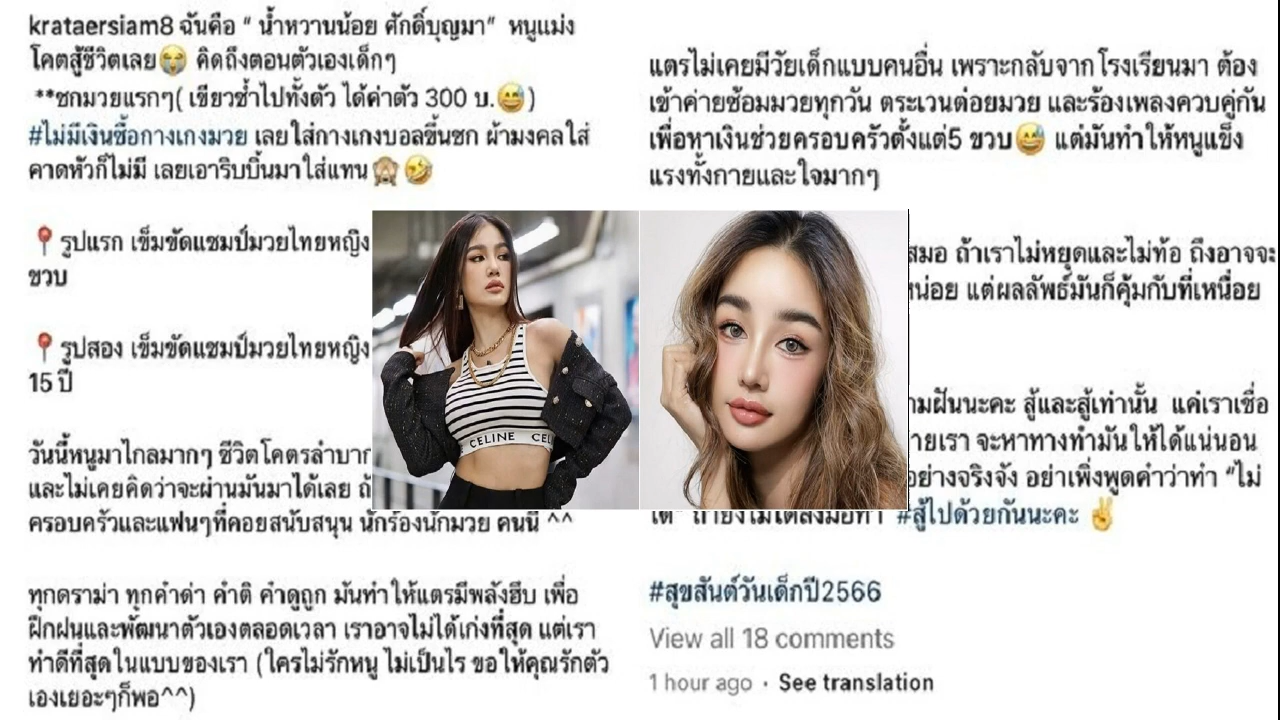 krataersiam8 ฉันคือ “ น้ำหวานน้อย ศักดิ์บุญมา” หนูแม่ง
โคตสู้ชีวิตเลย😭 คิดถึงตอนตัวเองเด็กๆ
**ชกมวยแรกๆ( เขียวช้ำไปทั้งตัว ได้ค่าตัว 300 บ.😅)
#ไม่มีเงินซื้อกางเกงมวย เลยใส่กางเกงบอลขึ้นชก ผ้ามงคลใส่
คาดหัวก็ไม่มี เลยเอาริบบิ้นมาใส่แทน🙈🤣
📍รูปแรก เข็มขัดแชมป์มวยไทยหญิง
ขวบ
📍รูปสอง เข็มขัดแชมป์มวยไทยหญิง
15 ปี
วันนี้หนูมาไกลมากๆ ชีวิตโคตรลำบาก
และไม่เคยคิดว่าจะผ่านมันมาได้เลย
ครอบครัวและแฟนๆที่คอยสนับสนุน นักร้องนักมวย คนนี้ ^^
ทุกดราม่า ทุกคำด่า คำติ คำดูถูก มันทำให้แตรมีพลังฮึบ เพื่อ
ฝึกฝนและพัฒนาตัวเองตลอดเวลา เราอาจไม่ได้เก่งที่สุด แต่เรา
ทำดีที่สุดในแบบของเรา (ใครไม่รักหนู ไม่เป็นไร ขอให้คุณรักตัว
เองเยอะๆก็พอ^^)
แตรไม่เคยมีวัยเด็กแบบคนอื่น เพราะกลับจากโรงเรียนมา ต้อง
เข้าค่ายซ้อมมวยทุกวัน ตระเวนต่อยมวย และร้องเพลงควบคู่กัน
เพื่อหาเงินช่วยครอบครัวตั้งแต่5 ขวบ😅 แต่มันทำให้หนูแข็ง
แรงทั้งกายและใจมากๆ
สมอ ถ้าเราไม่หยุดและไม่ท้อ ถึงอาจจะ
หน่อย แต่ผลลัพธ์มันก็คุ้มกับที่เหนื่อย
ามฝันนะคะ สู้และสู้เท่านั้น แค่เราเชื่อ
ายเรา จะหาทางทำมันให้ได้แน่นอน
อย่างจริงจัง อย่าเพิ่งพูดคำว่าทำ “ไม่
ได้” ถ้ายังไม่ได้ลงมือทำ #สู้ไปด้วยกันนะคะ ✌️
#สุขสันต์วันเด็กปี2566
View all 18 comments
1 hour ago · See translation
CELINE CEL